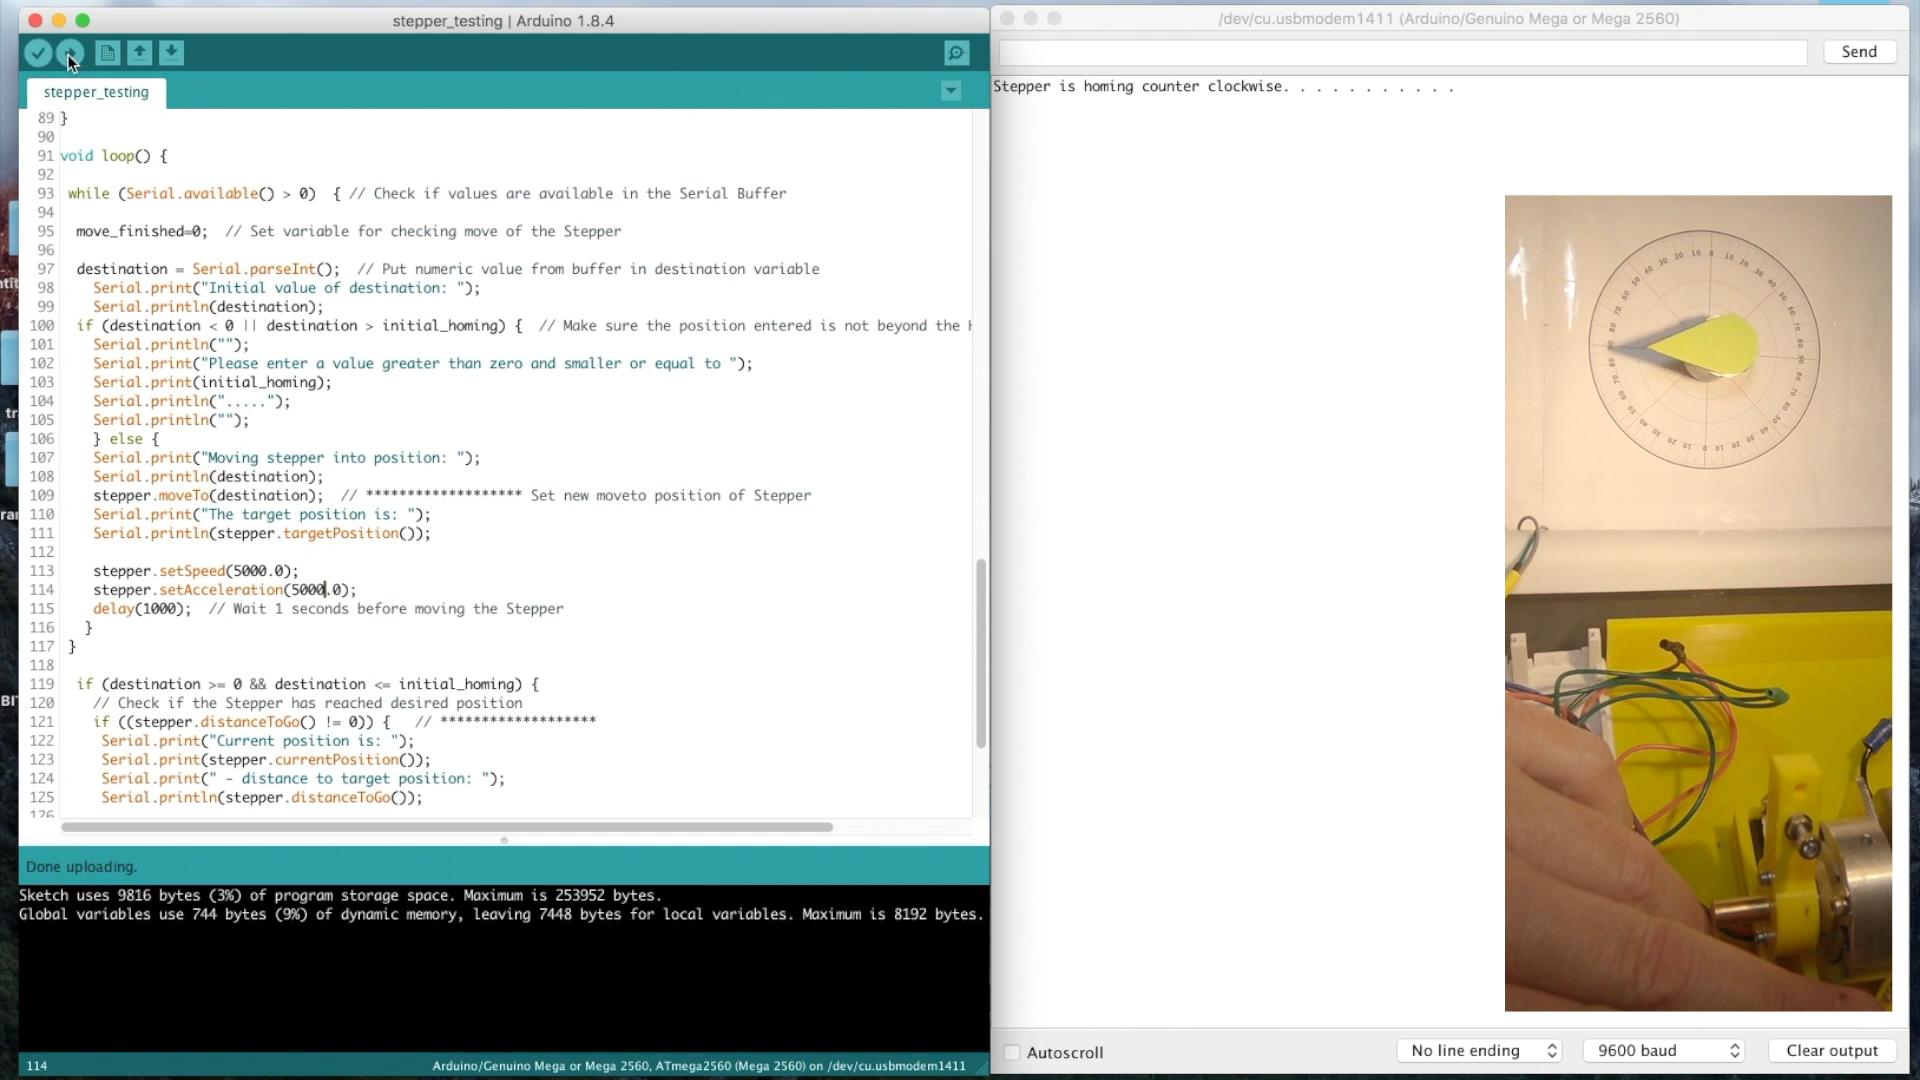 stepper_testing | Arduino 1.8.4
stepper_testing
89 }
90
91 void loop() {
92
93 while (Serial.available() > 0) { // Check if values are available in the Serial Buffer
94
95 move_finished=0; // Set variable for checking move of the Stepper
96
97 destination = Serial.parseInt(); // Put numeric value from buffer in destination variable
98 Serial.print("Initial value of destination: ");
99 Serial.println(destination);
100 if (destination < 0 || destination > initial_homing) { // Make sure the position entered is not beyond the
101 Serial.println("");
102 Serial.print("Please enter a value greater than zero and smaller or equal to ");
103 Serial.print(initial_homing);
104 Serial.println(".....");
105 Serial.println("");
106 } else {
107 Serial.print("Moving stepper into position: ");
108 Serial.println(destination);
109 stepper.moveTo(destination); // ******************* Set new moveto position of Stepper
110 Serial.print("The target position is: ");
111 Serial.println(stepper.targetPosition());
112
113 stepper.setSpeed(5000.0);
114 stepper.setAcceleration(5000.0);
115 delay(1000); // Wait 1 seconds before moving the Stepper
116 }
117 }
118
119 if (destination >= 0 && destination <= initial_homing) {
120 // Check if the Stepper has reached desired position
121 if ((stepper.distanceToGo() != 0)) { // *******************
122 Serial.print("Current position is: ");
123 Serial.print(stepper.currentPosition());
124 Serial.print(" - distance to target position: ");
125 Serial.println(stepper.distanceToGo());
126
Done uploading.
Sketch uses 9816 bytes (3%) of program storage space. Maximum is 253952 bytes.
Global variables use 744 bytes (9%) of dynamic memory, leaving 7448 bytes for local variables. Maximum is 8192 bytes.
114
Arduino/Genuino Mega or Mega 2560, ATmega2560 (Mega 2560) on /dev/cu.usbmodem1411
/dev/cu.usbmodem1411 (Arduino/Genuino Mega or Mega 2560)
Send
Stepper is homing counter clockwise. . . . . . . . . . .
Autoscroll
No line ending
9600 baud
Clear output